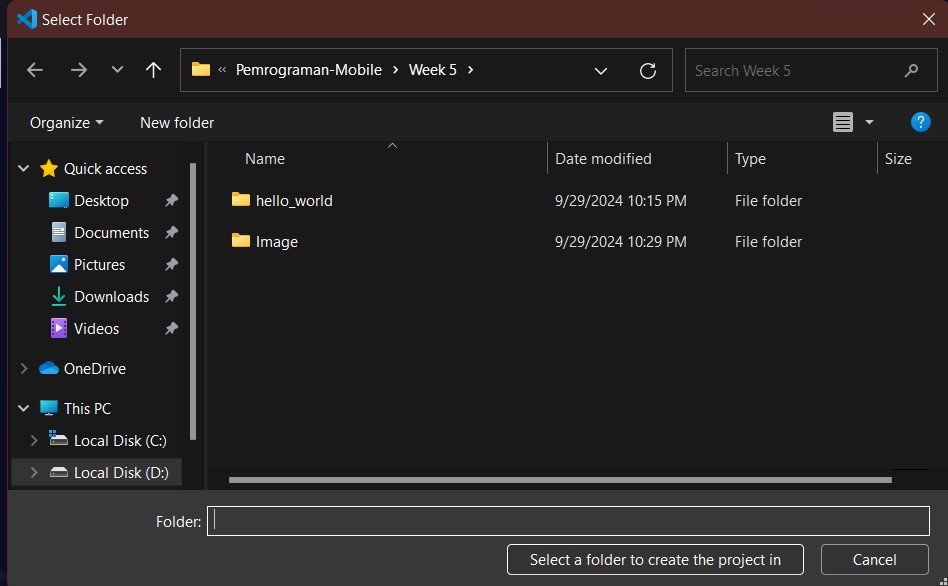 Select Folder
« Pemrograman-Mobile › Week 5 ›
Search Week 5
Organize
New folder
?
Name
Date modified
Type
Size
Quick access
Desktop
Documents
Pictures
Downloads
Videos
OneDrive
This PC
Local Disk (C:)
Local Disk (D:)
hello_world 9/29/2024 10:15 PM File folder
Image 9/29/2024 10:29 PM File folder
Folder:
Select a folder to create the project in
Cancel